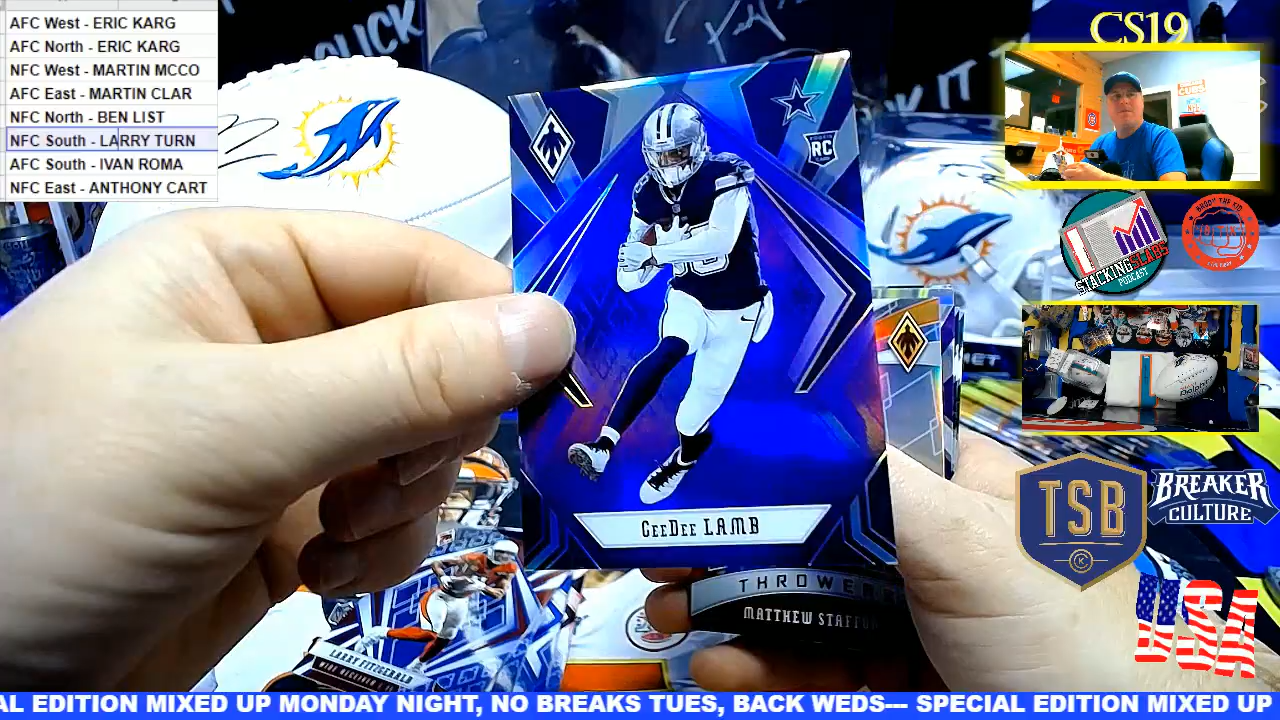 AFC West - ERIC KARG
AFC North - ERIC KARG
NFC West - MARTIN MCCO
AFC East - MARTIN CLAR
NFC North - BEN LIST
NFC South - LARRY TURN
AFC South - IVAN ROMA
NFC East - ANTHONY CART
CS19
RC
CeeDee LAMB
THROWE
MATTHEW STAFFO
LARRY FITZGERALD
WIDE RECEIVER
STACKING SLABS
PODCAST
TSB
K
BREAKER
CULTURE
USA
AL EDITION MIXED UP MONDAY NIGHT, NO BREAKS TUES, BACK WEDS--- SPECIAL EDITION MIXED UP